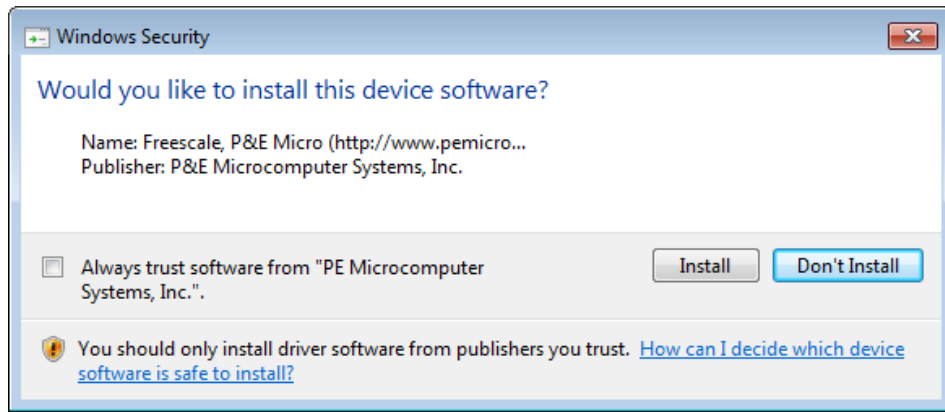 Windows Security
Would you like to install this device software?
Name: Freescale, P&E Micro (http://www.pemicro...
Publisher: P&E Microcomputer Systems, Inc.
Always trust software from "PE Microcomputer
Systems, Inc.".
Install
Don't Install
You should only install driver software from publishers you trust. How can I decide which device
software is safe to install?